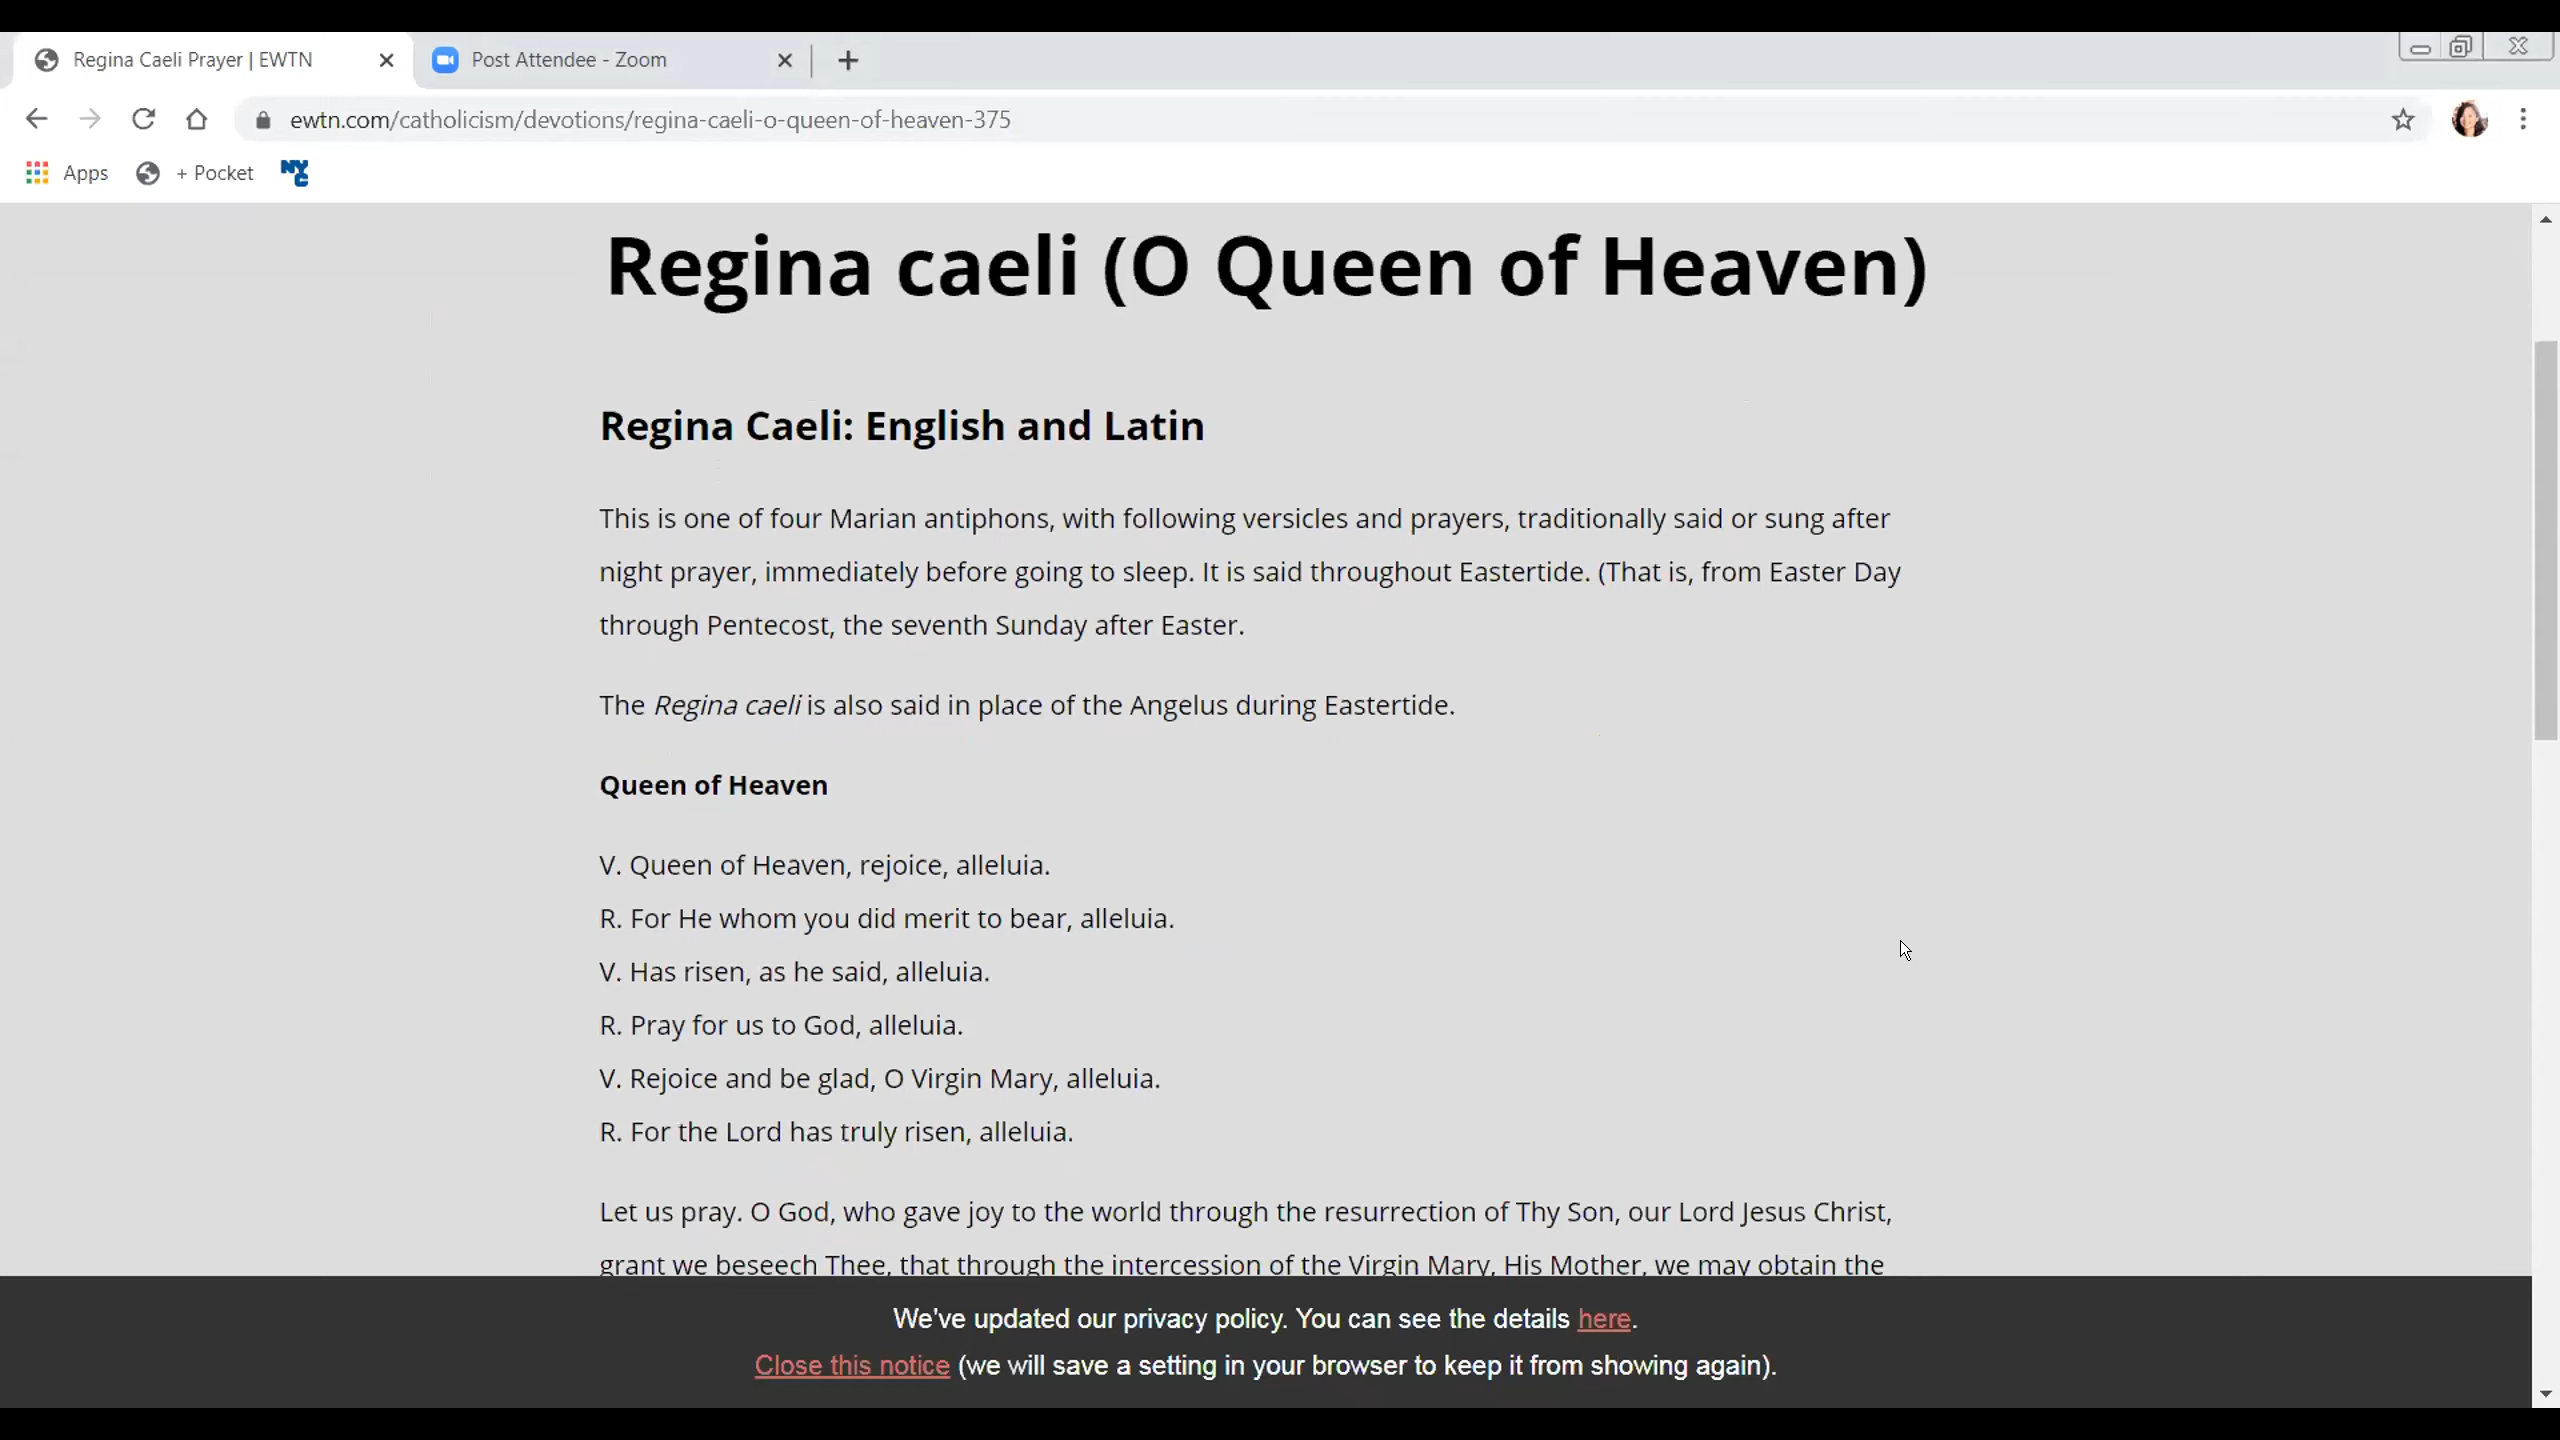 Regina Caeli Prayer | EWTN
Post Attendee - Zoom
ewtn.com/catholicism/devotions/regina-caeli-o-queen-of-heaven-375
Apps
+ Pocket
NYC
Regina caeli (O Queen of Heaven)
Regina Caeli: English and Latin
This is one of four Marian antiphons, with following versicles and prayers, traditionally said or sung after
night prayer, immediately before going to sleep. It is said throughout Eastertide. (That is, from Easter Day
through Pentecost, the seventh Sunday after Easter.
The Regina caeli is also said in place of the Angelus during Eastertide.
Queen of Heaven
V. Queen of Heaven, rejoice, alleluia.
R. For He whom you did merit to bear, alleluia.
V. Has risen, as he said, alleluia.
R. Pray for us to God, alleluia.
V. Rejoice and be glad, O Virgin Mary, alleluia.
R. For the Lord has truly risen, alleluia.
Let us pray. O God, who gave joy to the world through the resurrection of Thy Son, our Lord Jesus Christ,
grant we beseech Thee, that through the intercession of the Virgin Mary, His Mother, we may obtain the
We've updated our privacy policy. You can see the details here.
Close this notice (we will save a setting in your browser to keep it from showing again).